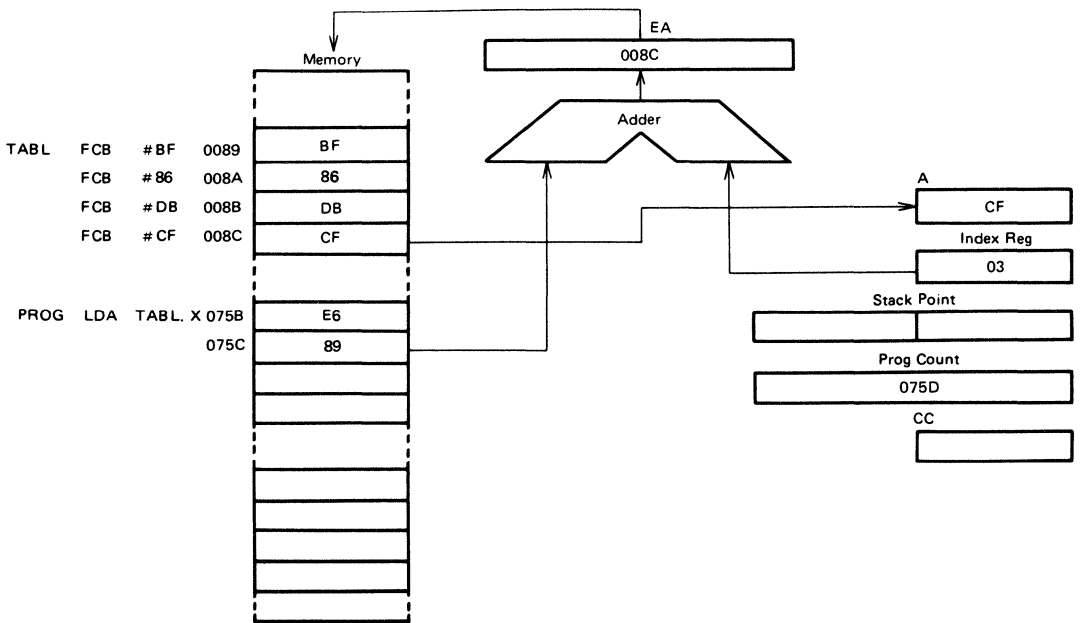 EA
008C
Memory
Adder
TABL FCB #BF 0089 BF
FCB #86 008A 86
FCB #DB 008B DB
FCB #CF 008C CF
A
CF
Index Reg
03
PROG LDA TABL. X 075B E6
075C 89
Stack Point
Prog Count
075D
CC